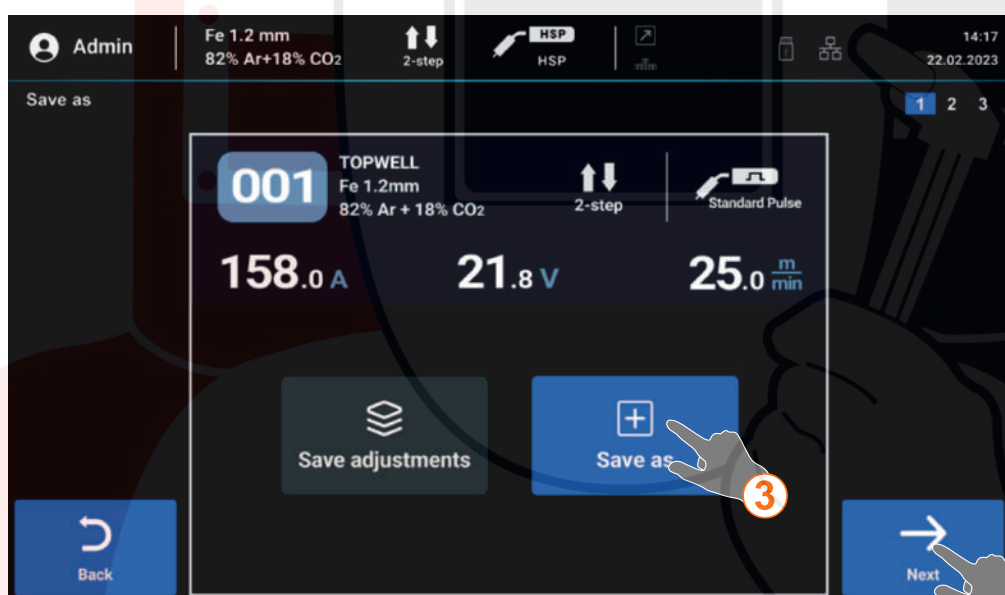 Admin
Fe 1.2 mm
82% Ar+18% CO2
2-step
HSP
HSP
14:17
22.02.2023
Save as
1 2 3
001
TOPWELL
Fe 1.2mm
82% Ar + 18% CO2
2-step
Standard Pulse
158.0 A
21.8 V
25.0 m/min
Save adjustments
Save as
3
Back
Next